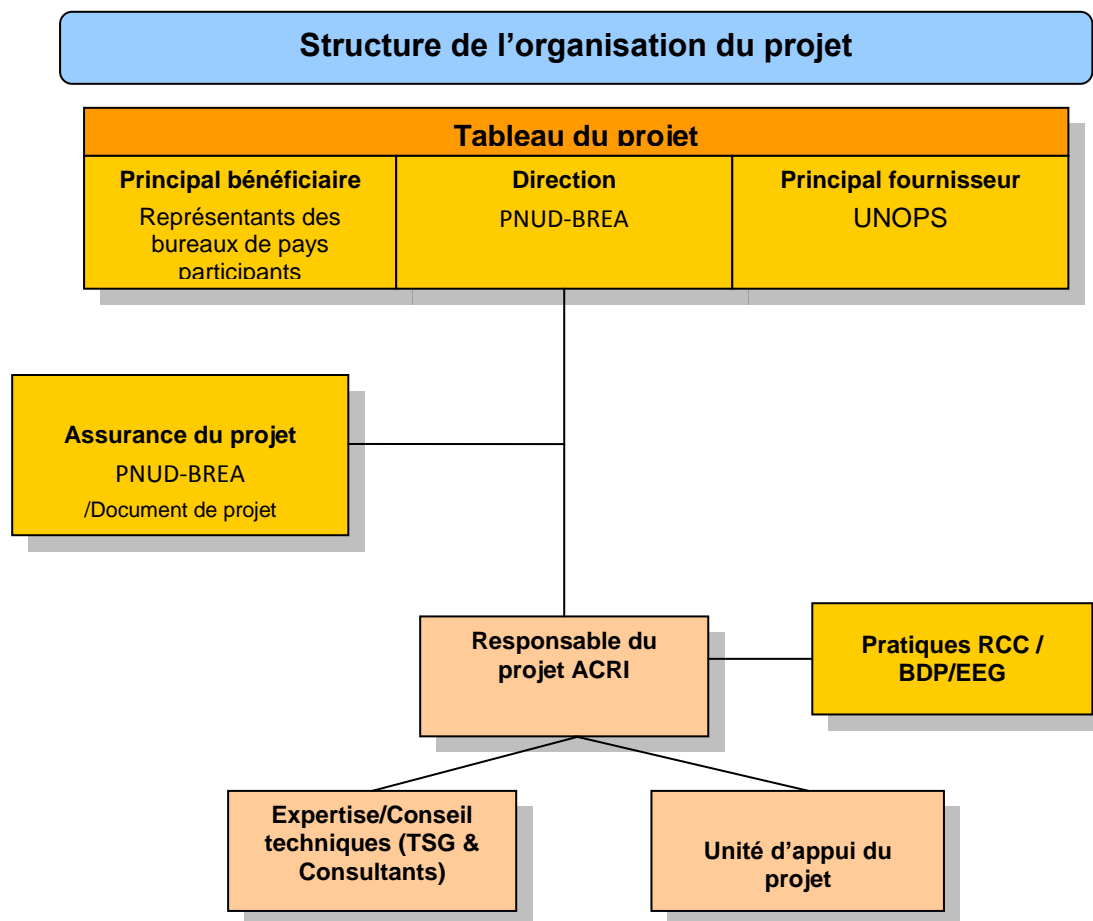 Structure de l’organisation du projet
Tableau du projet
Principal bénéficiaire
Représentants des
bureaux de pays
participants
Direction
PNUD-BREA
Principal fournisseur
UNOPS
Assurance du projet
PNUD-BREA
/Document de projet
Responsable du
projet ACRI
Pratiques RCC /
BDP/EEG
Expertise/Conseil
techniques (TSG &
Consultants)
Unité d’appui du
projet